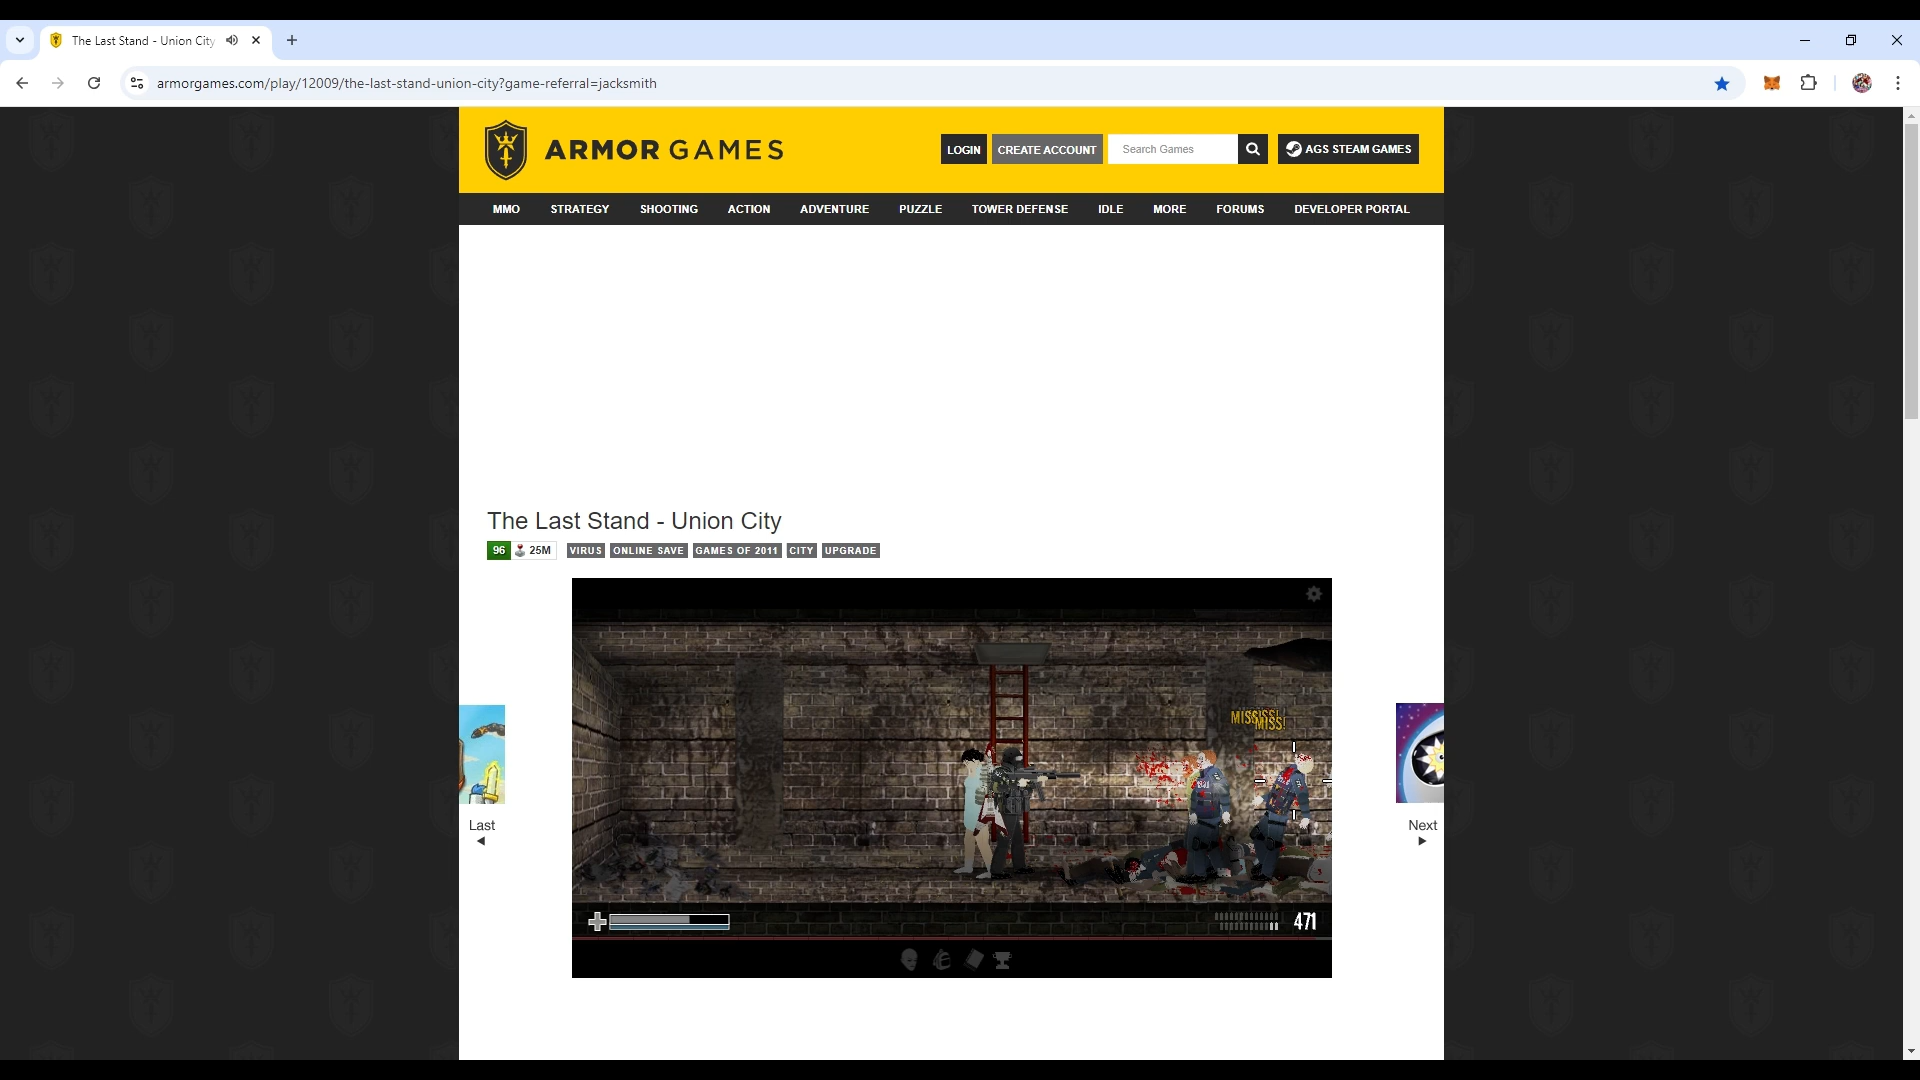 The Last Stand - Union City
armorgames.com/play/12009/the-last-stand-union-city?game-referral=jacksmith
ARMOR GAMES
LOGIN
CREATE ACCOUNT
Search Games
AGS STEAM GAMES
MMO STRATEGY SHOOTING ACTION ADVENTURE PUZZLE TOWER DEFENSE IDLE MORE FORUMS DEVELOPER PORTAL
The Last Stand - Union City
96 25M VIRUS ONLINE SAVE GAMES OF 2011 CITY UPGRADE
MISS!
Last
Next
471